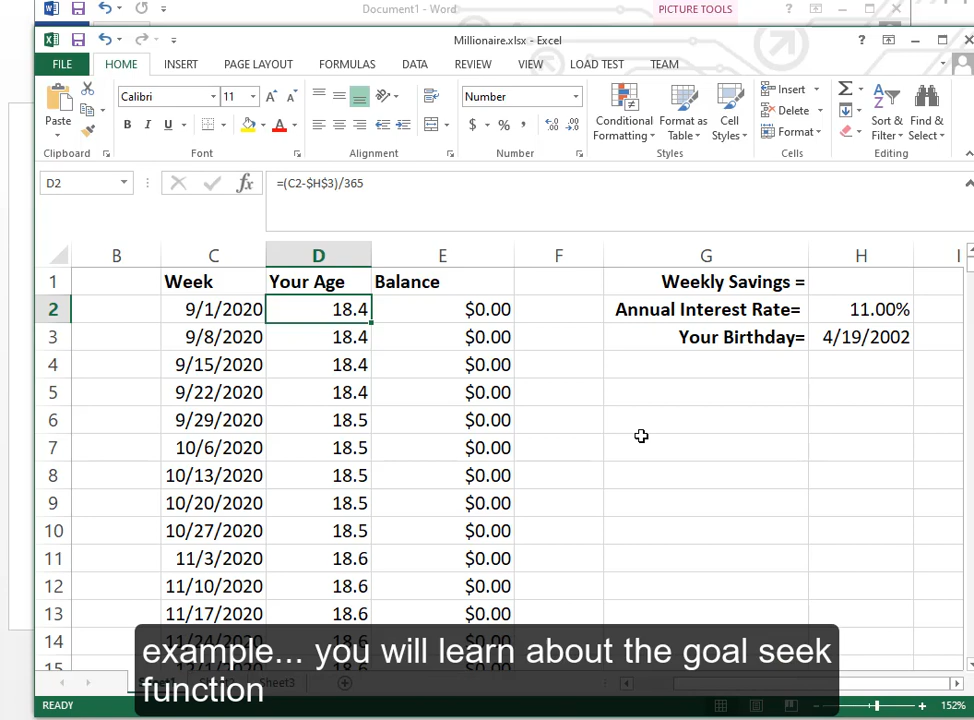 Document1 - Word
PICTURE TOOLS
?
Millionaire.xlsx - Excel
?
FILE HOME INSERT PAGE LAYOUT FORMULAS DATA REVIEW VIEW LOAD TEST TEAM
Paste
Clipboard
Calibri 11
B I U
Font
Alignment
Number
$ % ,
Number
Conditional Formatting
Format as Table
Cell Styles
Styles
Insert
Delete
Format
Cells
Sort & Filter
Find & Select
Editing
D2 fx =(C2-$H$3)/365
B C D E F G H I
1 Week Your Age Balance Weekly Savings =
2 9/1/2020 18.4 $0.00 Annual Interest Rate= 11.00%
3 9/8/2020 18.4 $0.00 Your Birthday= 4/19/2002
4 9/15/2020 18.4 $0.00
5 9/22/2020 18.4 $0.00
6 9/29/2020 18.5 $0.00
7 10/6/2020 18.5 $0.00
8 10/13/2020 18.5 $0.00
9 10/20/2020 18.5 $0.00
10 10/27/2020 18.5 $0.00
11 11/3/2020 18.6 $0.00
12 11/10/2020 18.6 $0.00
13 11/17/2020 18.6 $0.00
14 11/24/2020 18.6 $0.00
example... you will learn about the goal seek
function
Sheet3
READY
152%